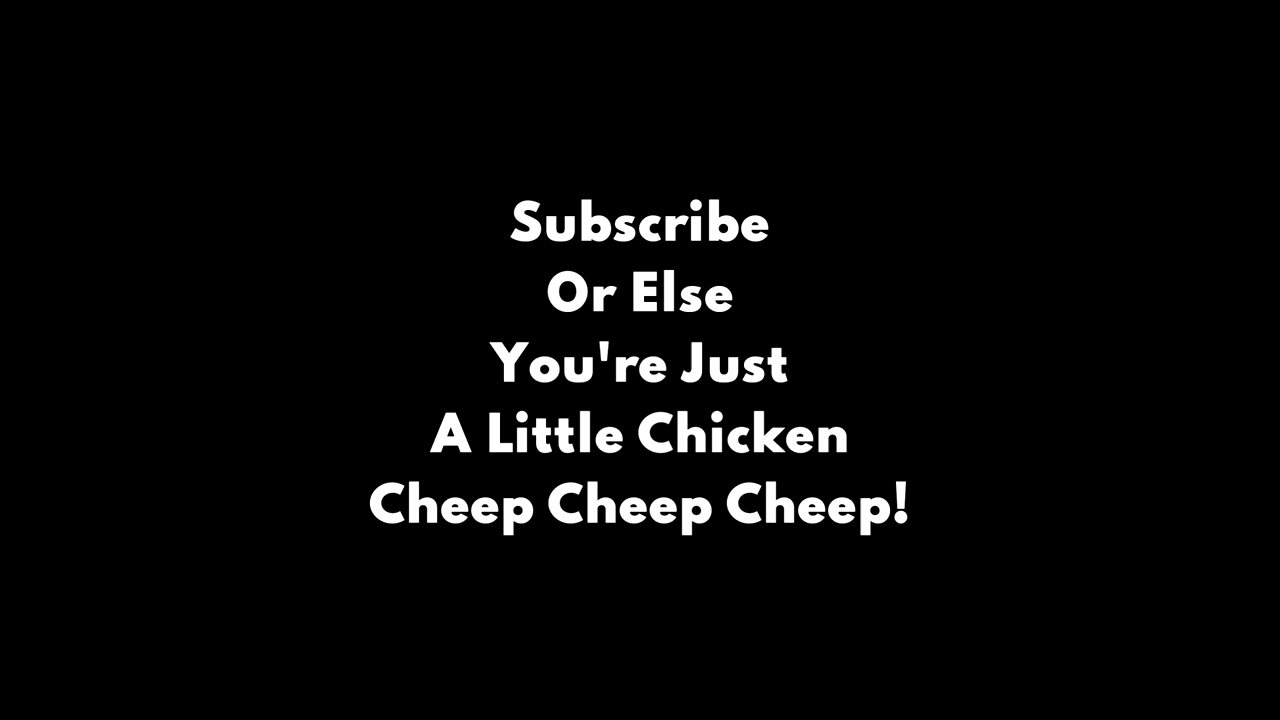 Subscribe
Or Else
You're Just
A Little Chicken
Cheep Cheep Cheep!